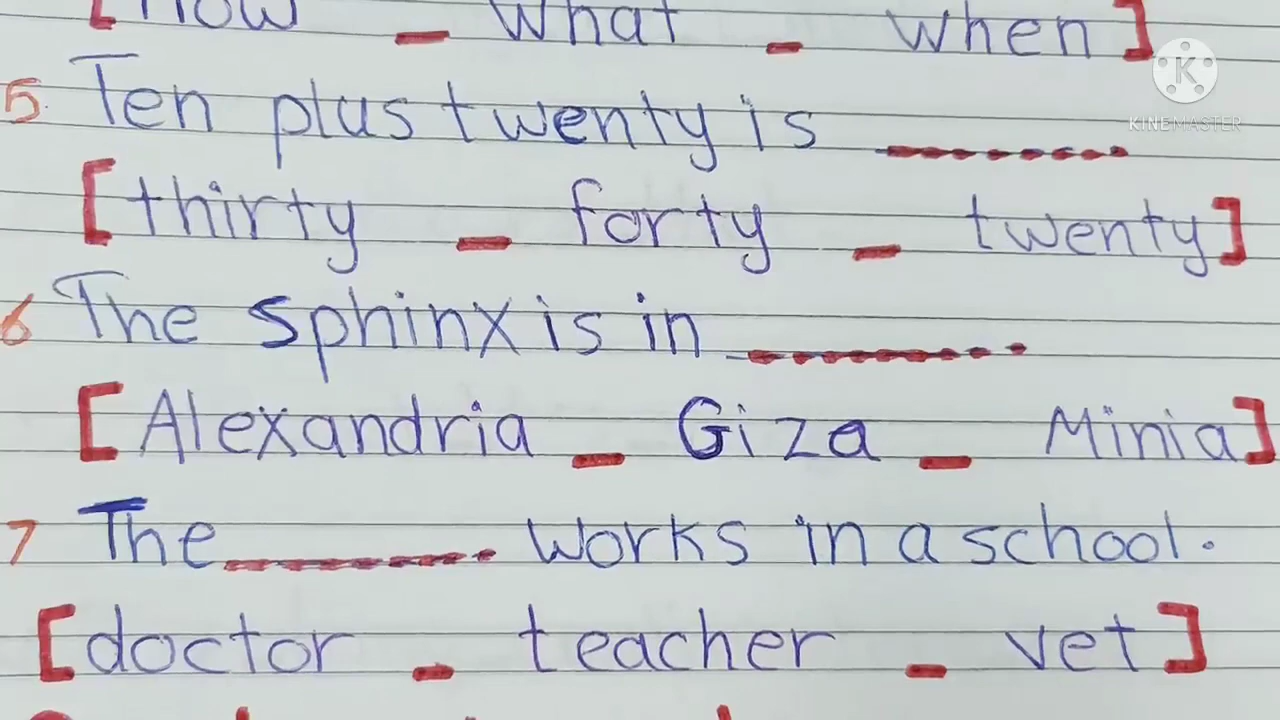 [How - what - when]
5 Ten plus twenty is ........
[thirty - forty - twenty]
6 The sphinx is in ........
[Alexandria - Giza - Minia]
7 The ........ works in a school.
[doctor - teacher - vet]
K
KINEMASTER